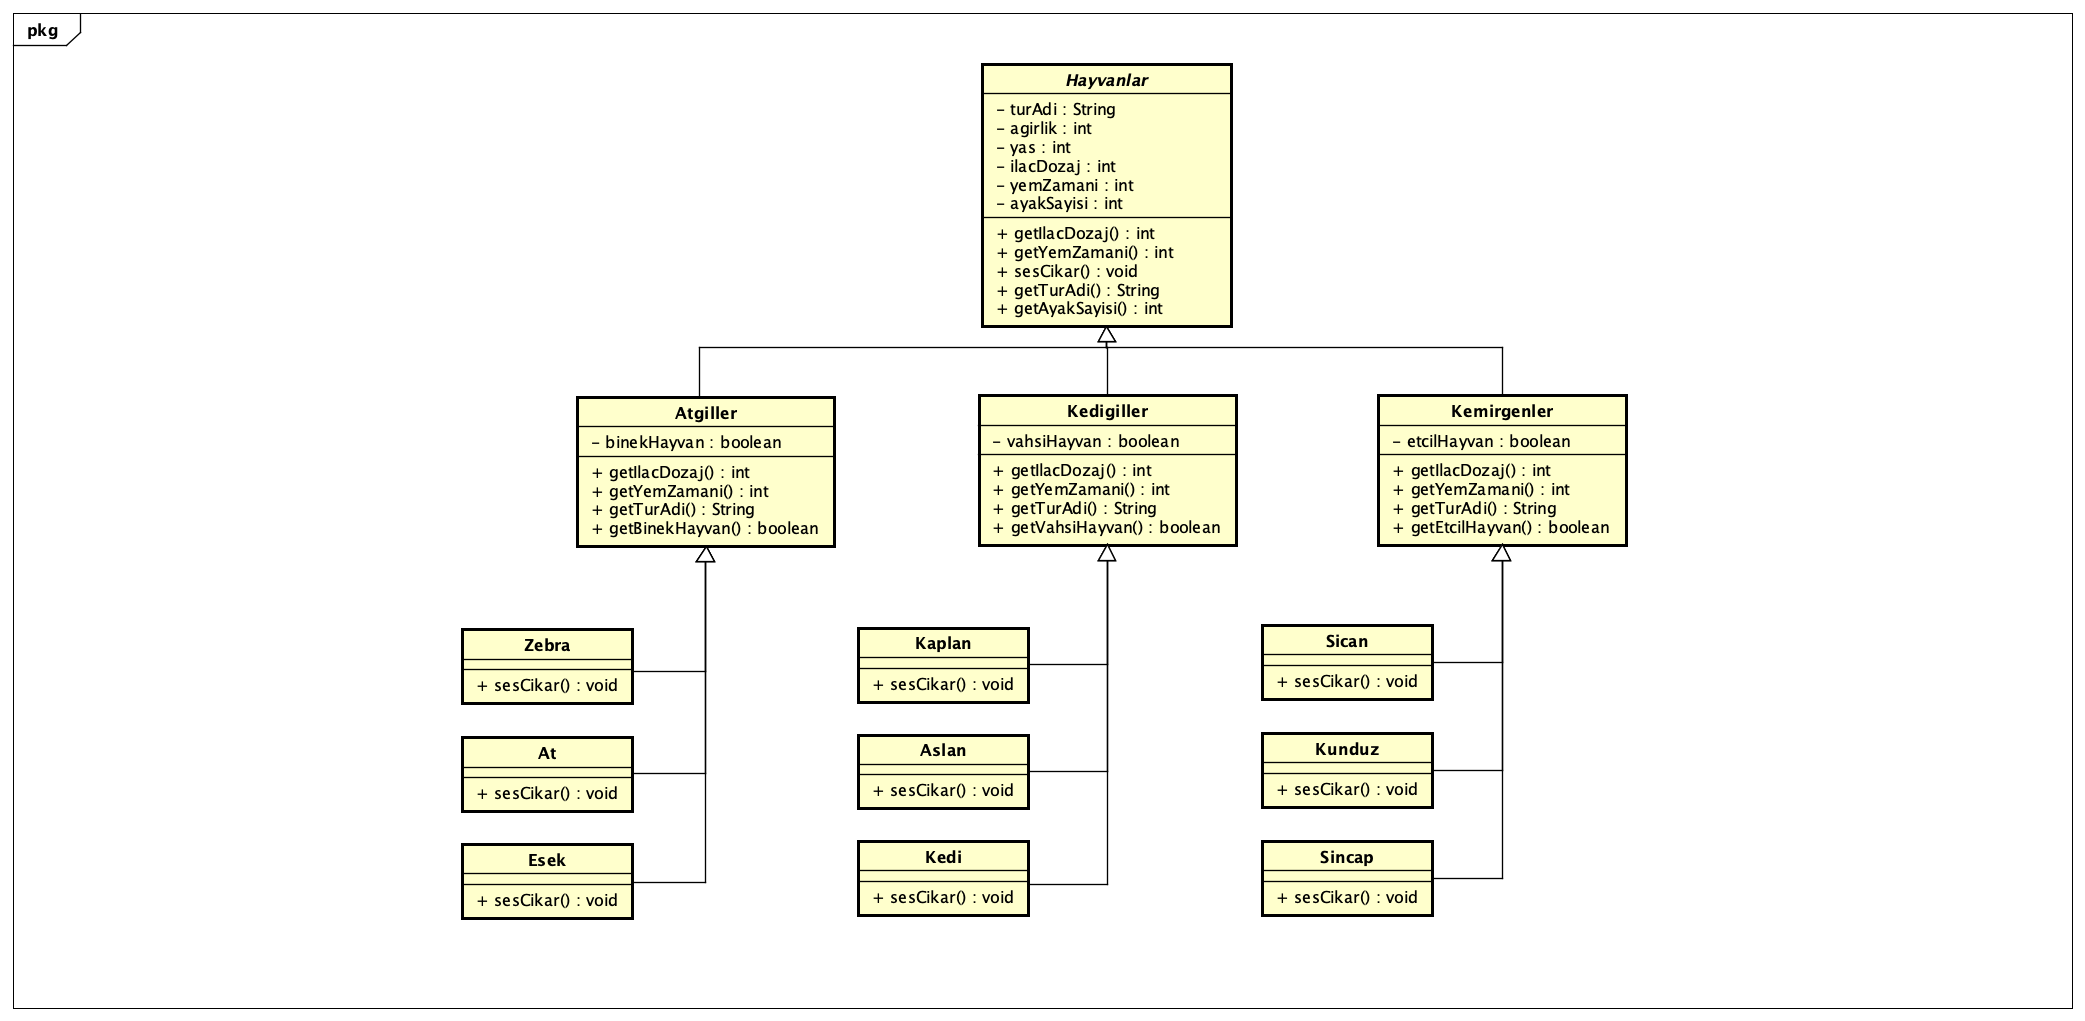 pkg
Hayvanlar
- turAdi : String
- agirlik : int
- yas : int
- ilacDozaj : int
- yemZamani : int
- ayakSayisi : int
+ getIlacDozaj() : int
+ getYemZamani() : int
+ sesCikar() : void
+ getTurAdi() : String
+ getAyakSayisi() : int
Atgiller
- binekHayvan : boolean
+ getIlacDozaj() : int
+ getYemZamani() : int
+ getTurAdi() : String
+ getBinekHayvan() : boolean
Kedigiller
- vahsiHayvan : boolean
+ getIlacDozaj() : int
+ getYemZamani() : int
+ getTurAdi() : String
+ getVahsiHayvan() : boolean
Kemirgenler
- etcilHayvan : boolean
+ getIlacDozaj() : int
+ getYemZamani() : int
+ getTurAdi() : String
+ getEtcilHayvan() : boolean
Zebra
+ sesCikar() : void
At
+ sesCikar() : void
Esek
+ sesCikar() : void
Kaplan
+ sesCikar() : void
Aslan
+ sesCikar() : void
Kedi
+ sesCikar() : void
Sican
+ sesCikar() : void
Kunduz
+ sesCikar() : void
Sincap
+ sesCikar() : void